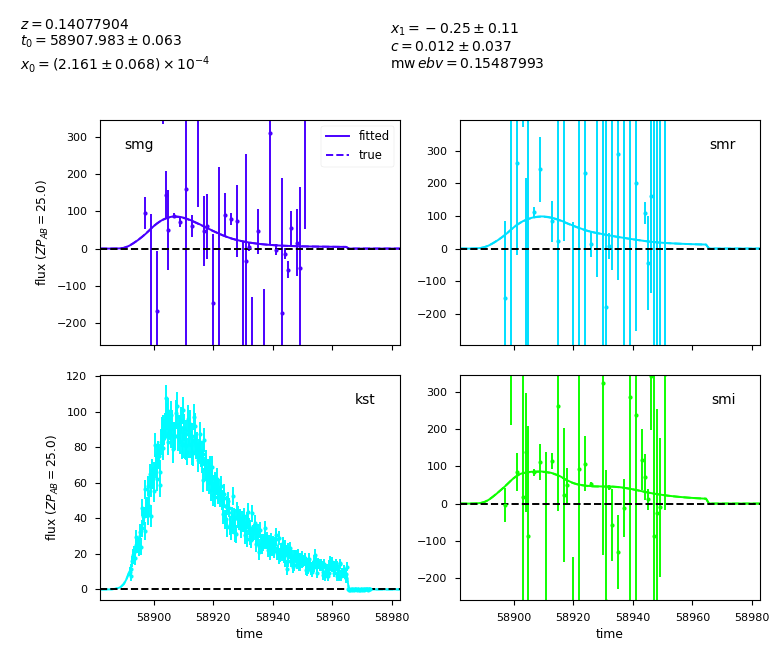 z = 0.14077904
t₀ = 58907.983 ± 0.063
x₀ = (2.161 ± 0.068) × 10⁻⁴
x₁ = −0.25 ± 0.11
c = 0.012 ± 0.037
mw ebv = 0.15487993
smg
fitted
true
300
200
100
0
−100
−200
flux (ZP_AB = 25.0)
smr
300
200
100
0
−100
−200
kst
120
100
80
60
40
20
0
flux (ZP_AB = 25.0)
58900 58920 58940 58960 58980
time
smi
300
200
100
0
−100
−200
58900 58920 58940 58960 58980
time